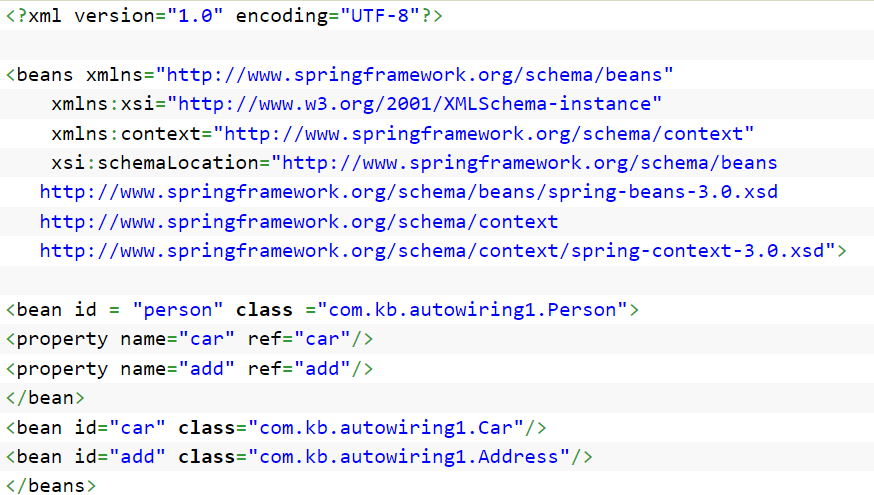 <?xml version="1.0" encoding="UTF-8"?>
<beans xmlns="http://www.springframework.org/schema/beans"
xmlns:xsi="http://www.w3.org/2001/XMLSchema-instance"
xmlns:context="http://www.springframework.org/schema/context"
xsi:schemaLocation="http://www.springframework.org/schema/beans
http://www.springframework.org/schema/beans/spring-beans-3.0.xsd
http://www.springframework.org/schema/context
http://www.springframework.org/schema/context/spring-context-3.0.xsd">
<bean id = "person" class ="com.kb.autowiring1.Person">
<property name="car" ref="car"/>
<property name="add" ref="add"/>
</bean>
<bean id="car" class="com.kb.autowiring1.Car"/>
<bean id="add" class="com.kb.autowiring1.Address"/>
</beans>